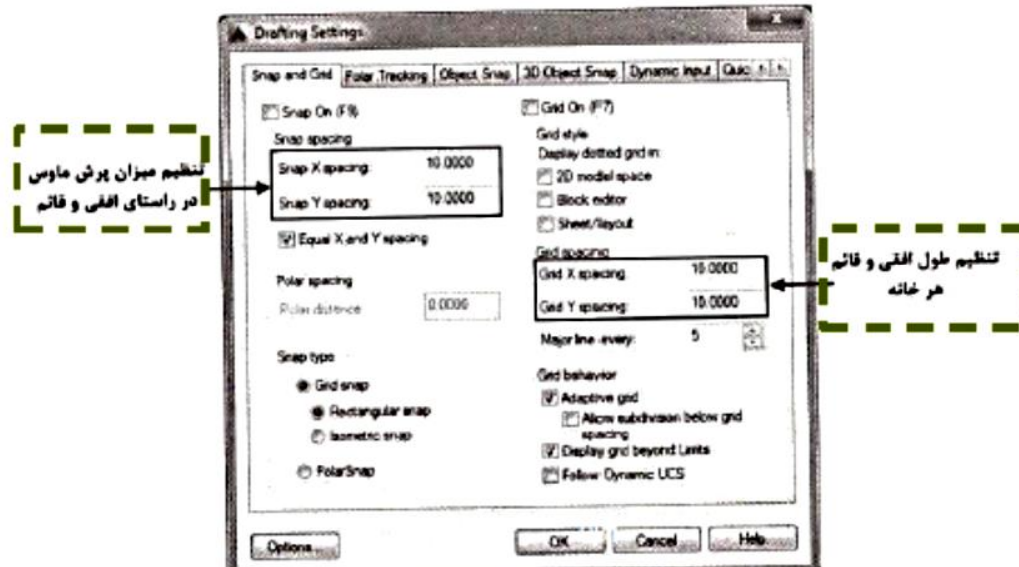 Drafting Settings
Snap and Grid Polar Tracking Object Snap 3D Object Snap Dynamic Input Quic
Snap On (F9)
Snap spacing
Snap X spacing: 10.0000
Snap Y spacing: 10.0000
Equal X and Y spacing
Polar spacing
Polar distance: 0.0000
Snap type
Grid snap
Rectangular snap
Isometric snap
PolarSnap
Grid On (F7)
Grid style
Display dotted grid in:
2D model space
Block editor
Sheet/layout
Grid spacing
Grid X spacing: 10.0000
Grid Y spacing: 10.0000
Major line every: 5
Grid behavior
Adaptive grid
Allow subdivision below grid
spacing
Display grid beyond Limits
Follow Dynamic UCS
Options...
OK Cancel Help
تنظیم میزان پرش ماوس
در راستای افقی و قائم
تنظیم طول افقی و قائم
هر خانه